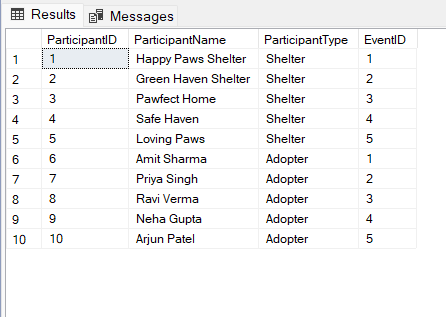 Results Messages
ParticipantID ParticipantName ParticipantType EventID
1 1 Happy Paws Shelter Shelter 1
2 2 Green Haven Shelter Shelter 2
3 3 Pawfect Home Shelter 3
4 4 Safe Haven Shelter 4
5 5 Loving Paws Shelter 5
6 6 Amit Sharma Adopter 1
7 7 Priya Singh Adopter 2
8 8 Ravi Verma Adopter 3
9 9 Neha Gupta Adopter 4
10 10 Arjun Patel Adopter 5